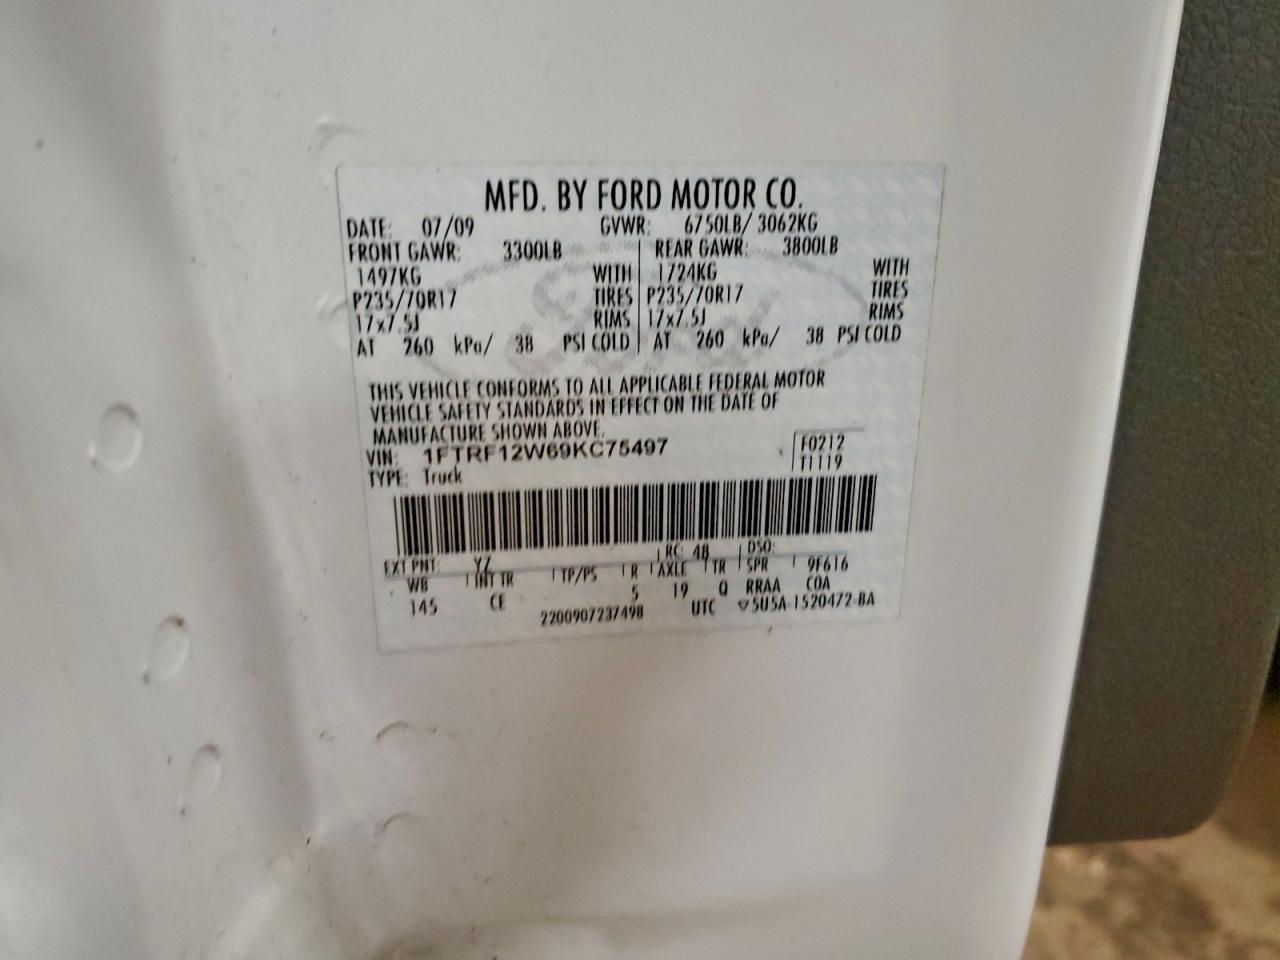 MFD. BY FORD MOTOR CO.
DATE: 07/09 GVWR: 6750LB/ 3062KG
FRONT GAWR: 3300LB REAR GAWR: 3800LB
1497KG WITH 1724KG WITH
P235/70R17 TIRES P235/70R17 TIRES
17x7.5J RIMS 17x7.5J RIMS
AT 260 kPa/ 38 PSI COLD AT 260 kPa/ 38 PSI COLD
THIS VEHICLE CONFORMS TO ALL APPLICABLE FEDERAL MOTOR
VEHICLE SAFETY STANDARDS IN EFFECT ON THE DATE OF
MANUFACTURE SHOWN ABOVE.
VIN: 1FTRF12W69KC75497 F0212
TYPE: Truck T1119
EXT PNT: YZ RC: 48 DSO:
WB INT TR TP/PS R AXLE TR SPR 9F616
145 CE 5 19 Q RRAA COA
2200907237498 UTC ▽5U5A-1520472-BA